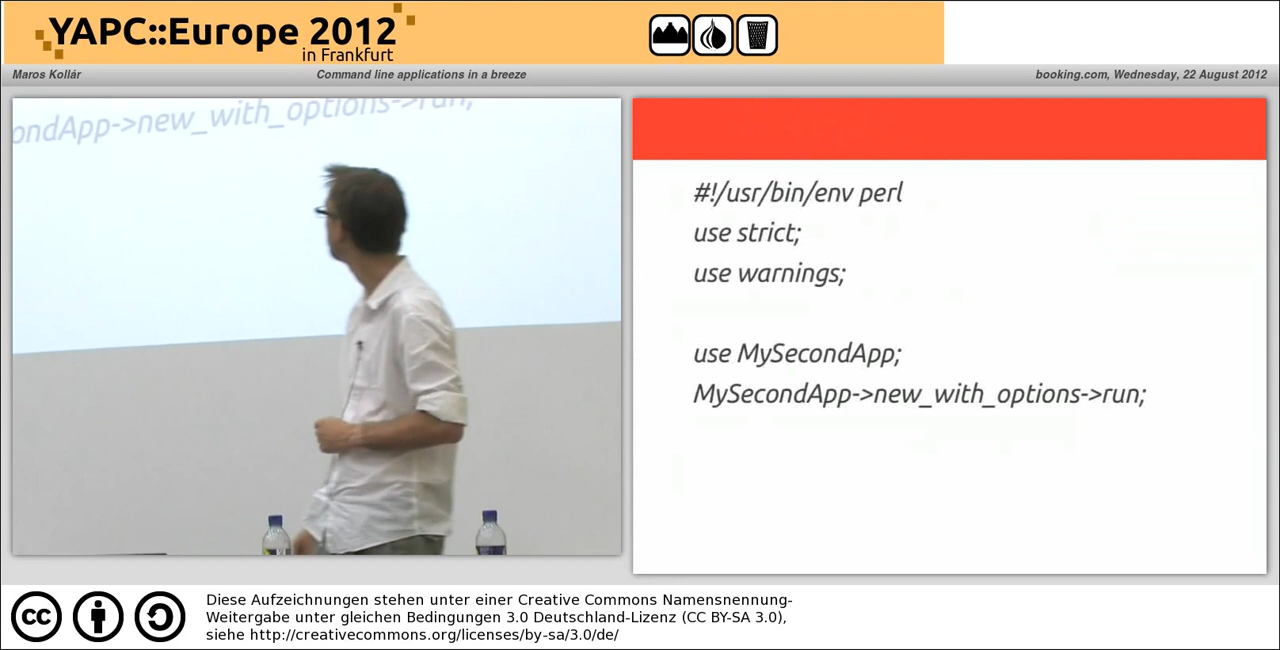 YAPC::Europe 2012
in Frankfurt
Maros Kollár
Command line applications in a breeze
booking.com, Wednesday, 22 August 2012
ondApp->new_with_options->run;
#!/usr/bin/env perl
use strict;
use warnings;
use MySecondApp;
MySecondApp->new_with_options->run;
cc
Diese Aufzeichnungen stehen unter einer Creative Commons Namensnennung-
Weitergabe unter gleichen Bedingungen 3.0 Deutschland-Lizenz (CC BY-SA 3.0),
siehe http://creativecommons.org/licenses/by-sa/3.0/de/